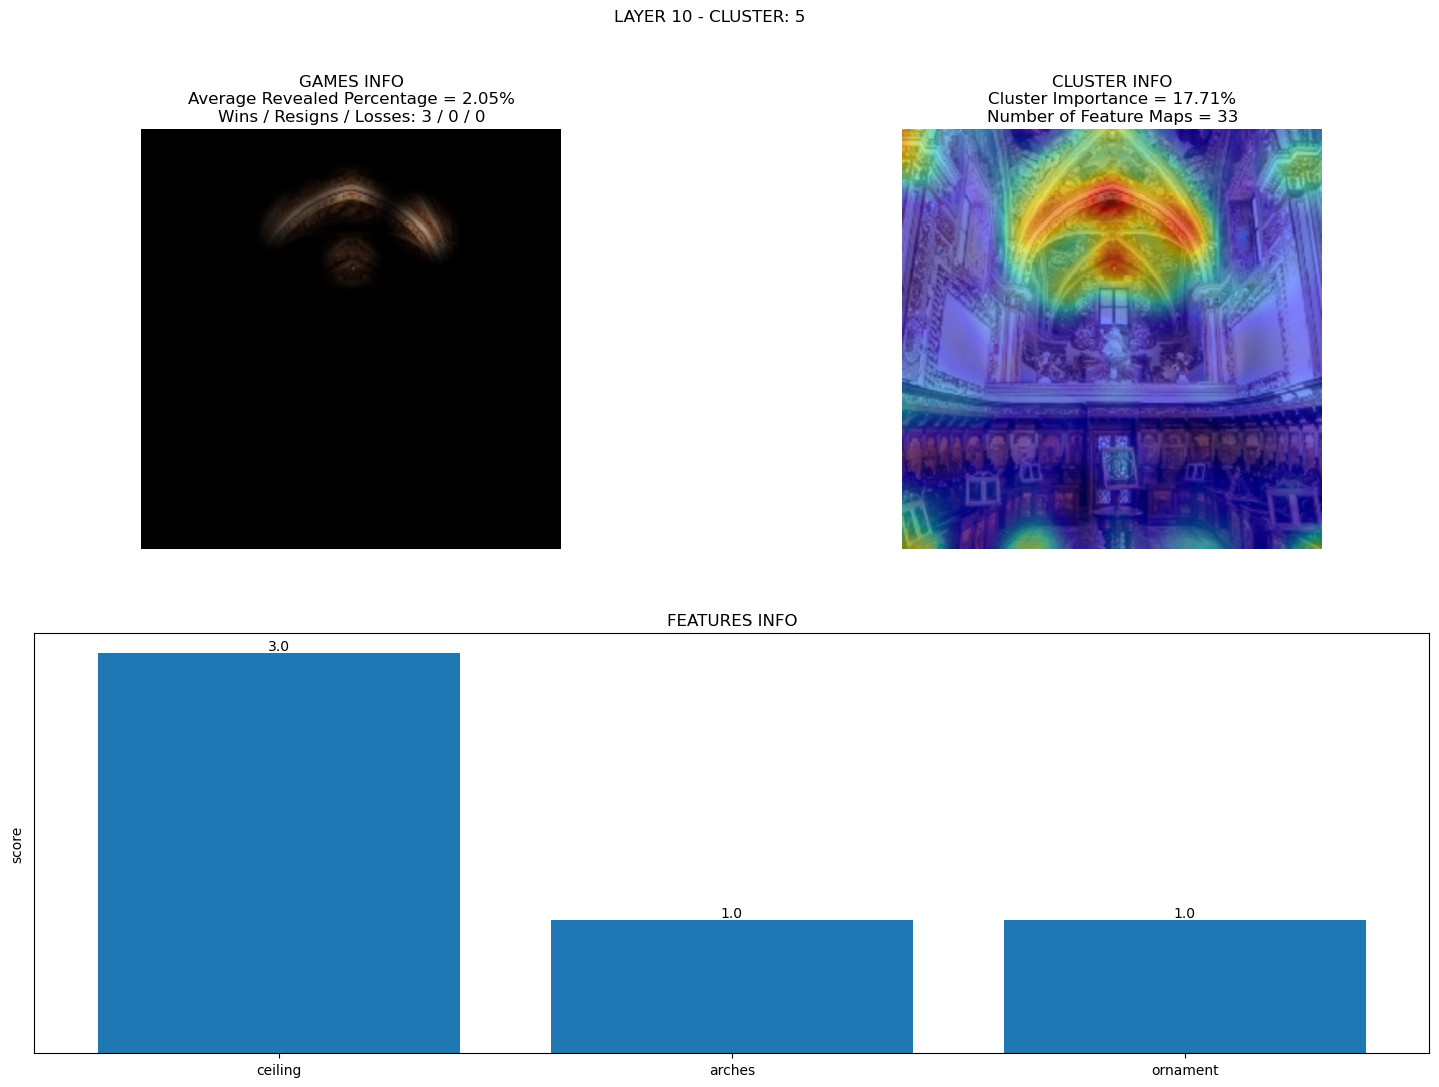 LAYER 10 - CLUSTER: 5
GAMES INFO
Average Revealed Percentage = 2.05%
Wins / Resigns / Losses: 3 / 0 / 0
CLUSTER INFO
Cluster Importance = 17.71%
Number of Feature Maps = 33
FEATURES INFO
score
3.0
1.0
1.0
ceiling
arches
ornament